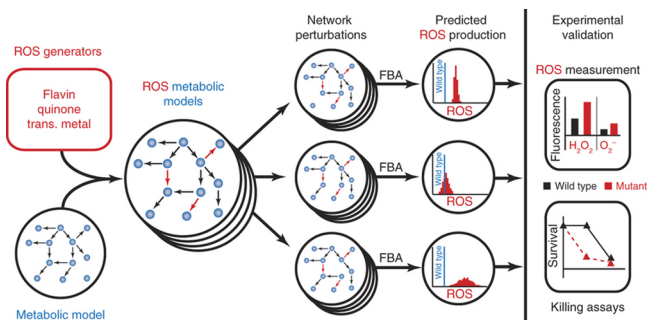 ROS generators
Flavin
quinone
trans. metal
Metabolic model
ROS metabolic
models
Network
perturbations
FBA
FBA
FBA
Predicted
ROS production
Wild type
ROS
Wild type
ROS
Wild type
ROS
Experimental
validation
ROS measurement
Fluorescence
H₂O₂ O₂⁻
Wild type Mutant
Survival
Killing assays